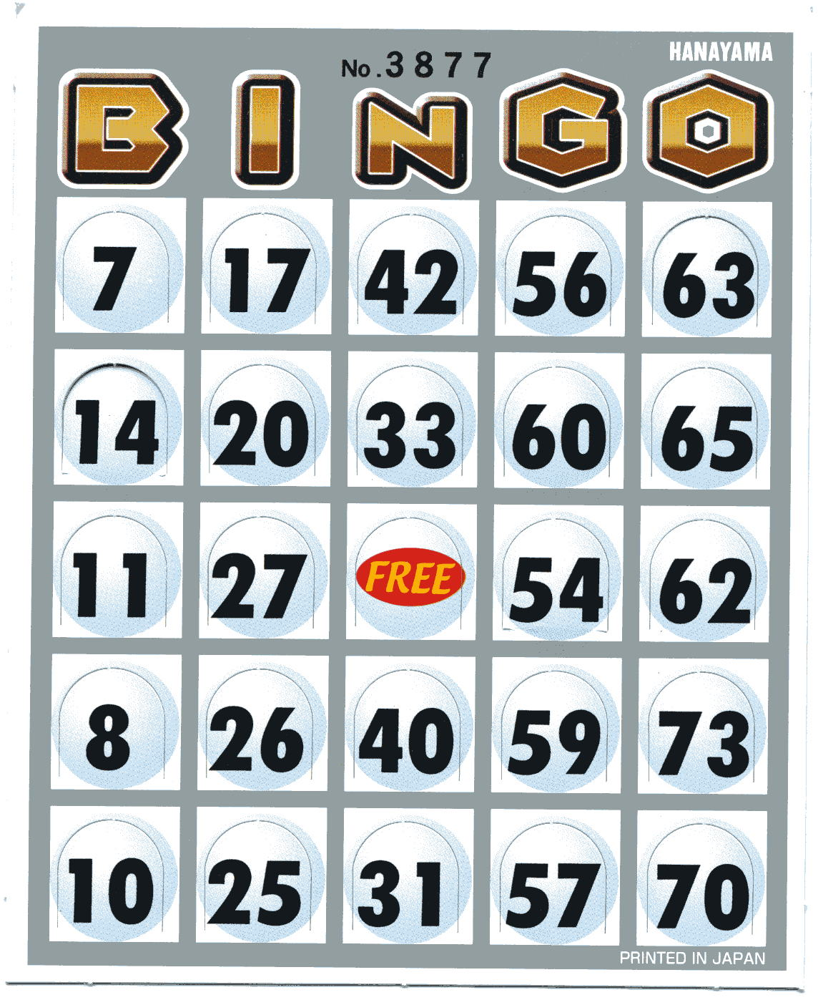 HANAYAMA
No.3877
BINGO
7 17 42 56 63
14 20 33 60 65
11 27 FREE 54 62
8 26 40 59 73
10 25 31 57 70
PRINTED IN JAPAN